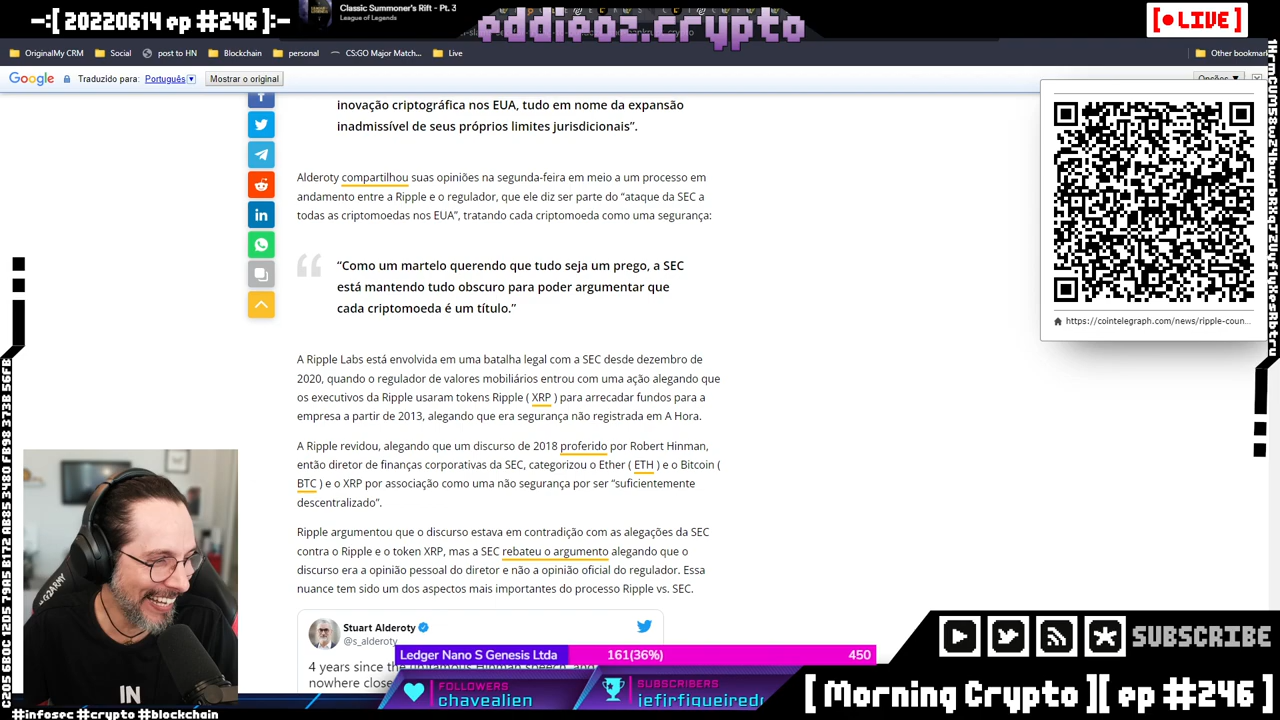 —:[ 20220614 ep #246 ]:—
Classic Summoner's Rift - Pt. 3
League of Legends
eddieoz.crypto
[● LIVE]
OriginalMy CRM
Social
post to HN
Blockchain
personal
CS:GO Major Match...
Live
Other bookmark
Google
Traduzido para: Português
Mostrar o original
Opções
inovação criptográfica nos EUA, tudo em nome da expansão
inadmissível de seus próprios limites jurisdicionais”.
Alderoty compartilhou suas opiniões na segunda-feira em meio a um processo em
andamento entre a Ripple e o regulador, que ele diz ser parte do “ataque da SEC a
todas as criptomoedas nos EUA”, tratando cada criptomoeda como uma segurança:
“Como um martelo querendo que tudo seja um prego, a SEC
está mantendo tudo obscuro para poder argumentar que
cada criptomoeda é um título.”
https://cointelegraph.com/news/ripple-coun...
A Ripple Labs está envolvida em uma batalha legal com a SEC desde dezembro de
2020, quando o regulador de valores mobiliários entrou com uma ação alegando que
os executivos da Ripple usaram tokens Ripple ( XRP ) para arrecadar fundos para a
empresa a partir de 2013, alegando que era segurança não registrada em A Hora.
A Ripple revidou, alegando que um discurso de 2018 proferido por Robert Hinman,
então diretor de finanças corporativas da SEC, categorizou o Ether ( ETH ) e o Bitcoin (
BTC ) e o XRP por associação como uma não segurança por ser “suficientemente
descentralizado”.
Ripple argumentou que o discurso estava em contradição com as alegações da SEC
contra o Ripple e o token XRP, mas a SEC rebateu o argumento alegando que o
discurso era a opinião pessoal do diretor e não a opinião oficial do regulador. Essa
nuance tem sido um dos aspectos mais importantes do processo Ripple vs. SEC.
Stuart Alderoty
@s_alderoty
4 years since the
nowhere close
Ledger Nano S Genesis Ltda
161(36%)
450
FOLLOWERS
chavealien
SUBSCRIBERS
jefjrfigueiredo
SUBSCRIBE
[ Morning Crypto ][ ep #246 ]
#infosec #crypto #blockchain